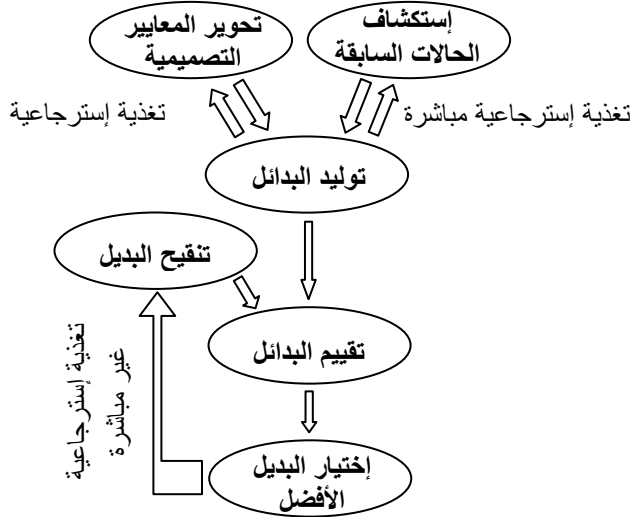 إستكشاف
الحالات السابقة
تحوير المعايير
التصميمية
تغذية إسترجاعية مباشرة
تغذية إسترجاعية
توليد البدائل
تنقيح البديل
تقييم البدائل
تغذية إسترجاعية
غير مباشرة
إختيار البديل
الأفضل